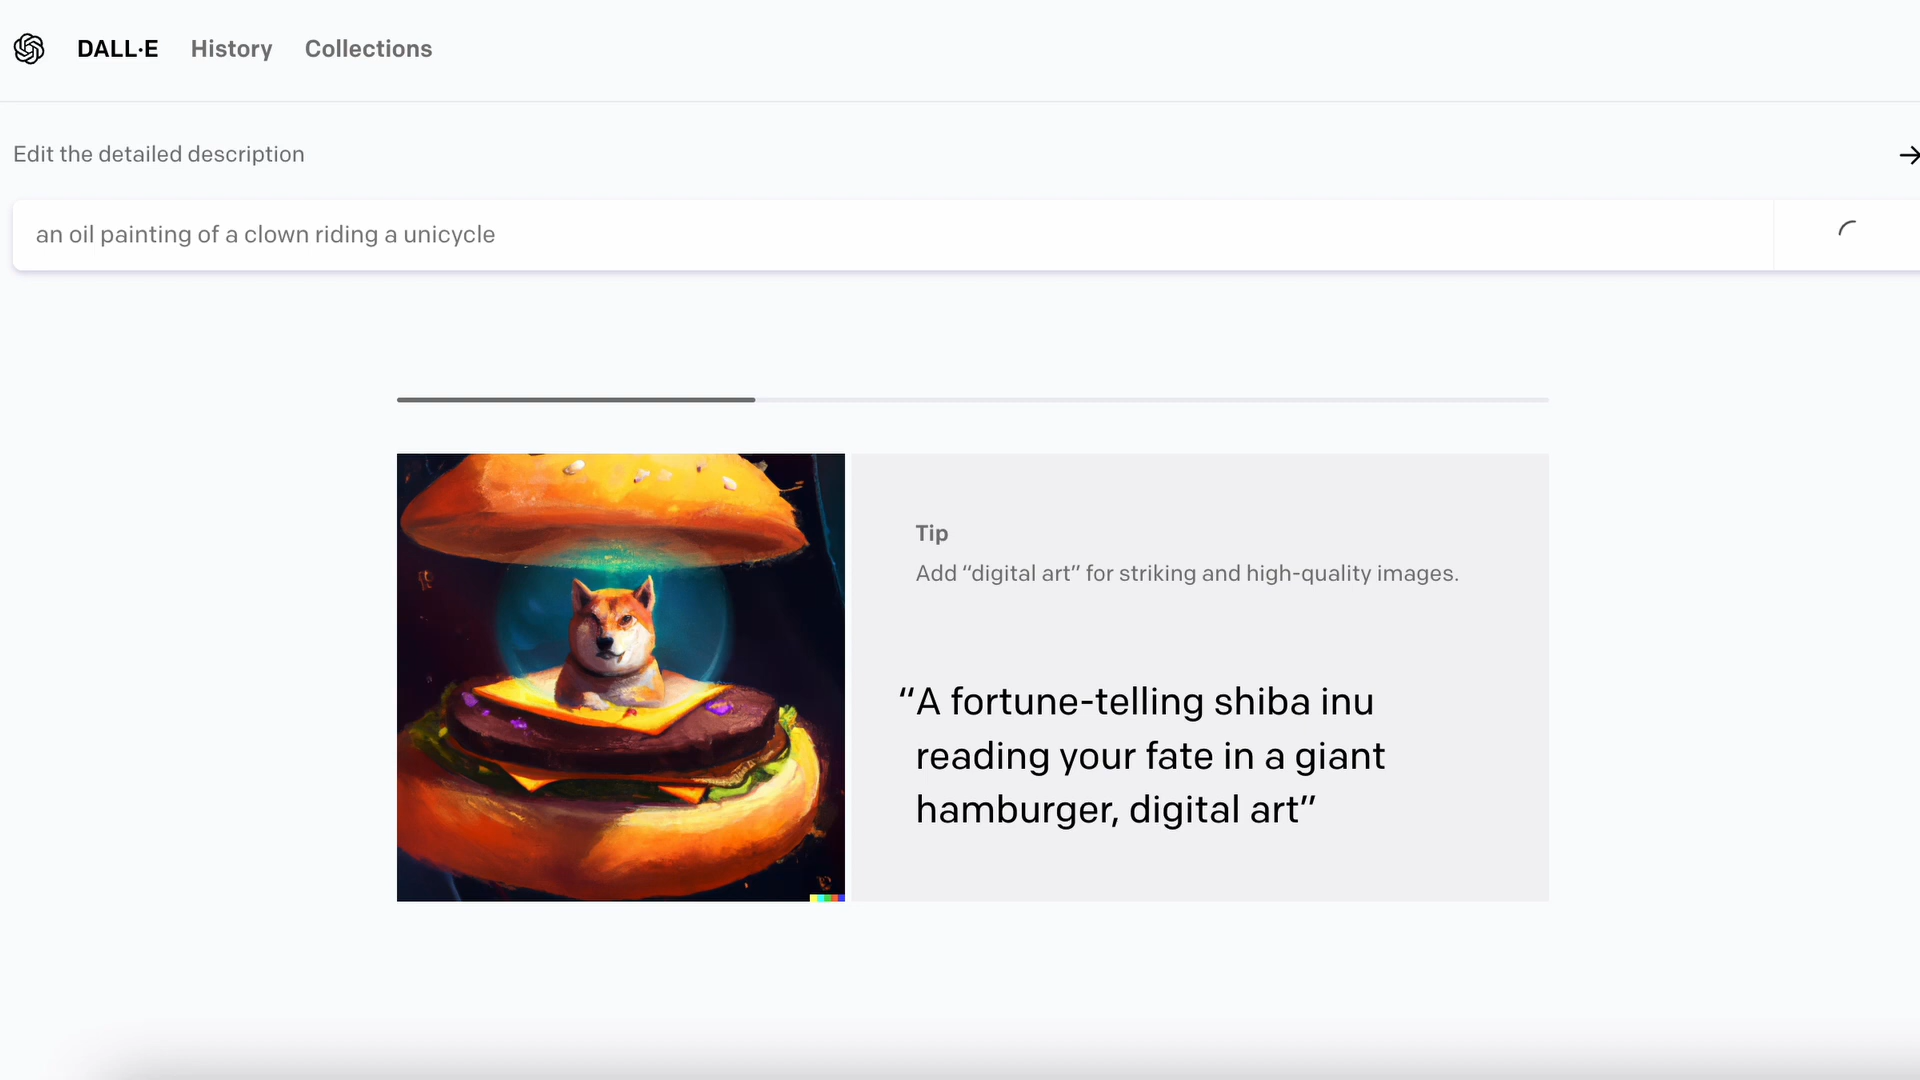 DALL·E History Collections
Edit the detailed description
an oil painting of a clown riding a unicycle
Tip
Add “digital art” for striking and high-quality images.
“A fortune-telling shiba inu
reading your fate in a giant
hamburger, digital art”